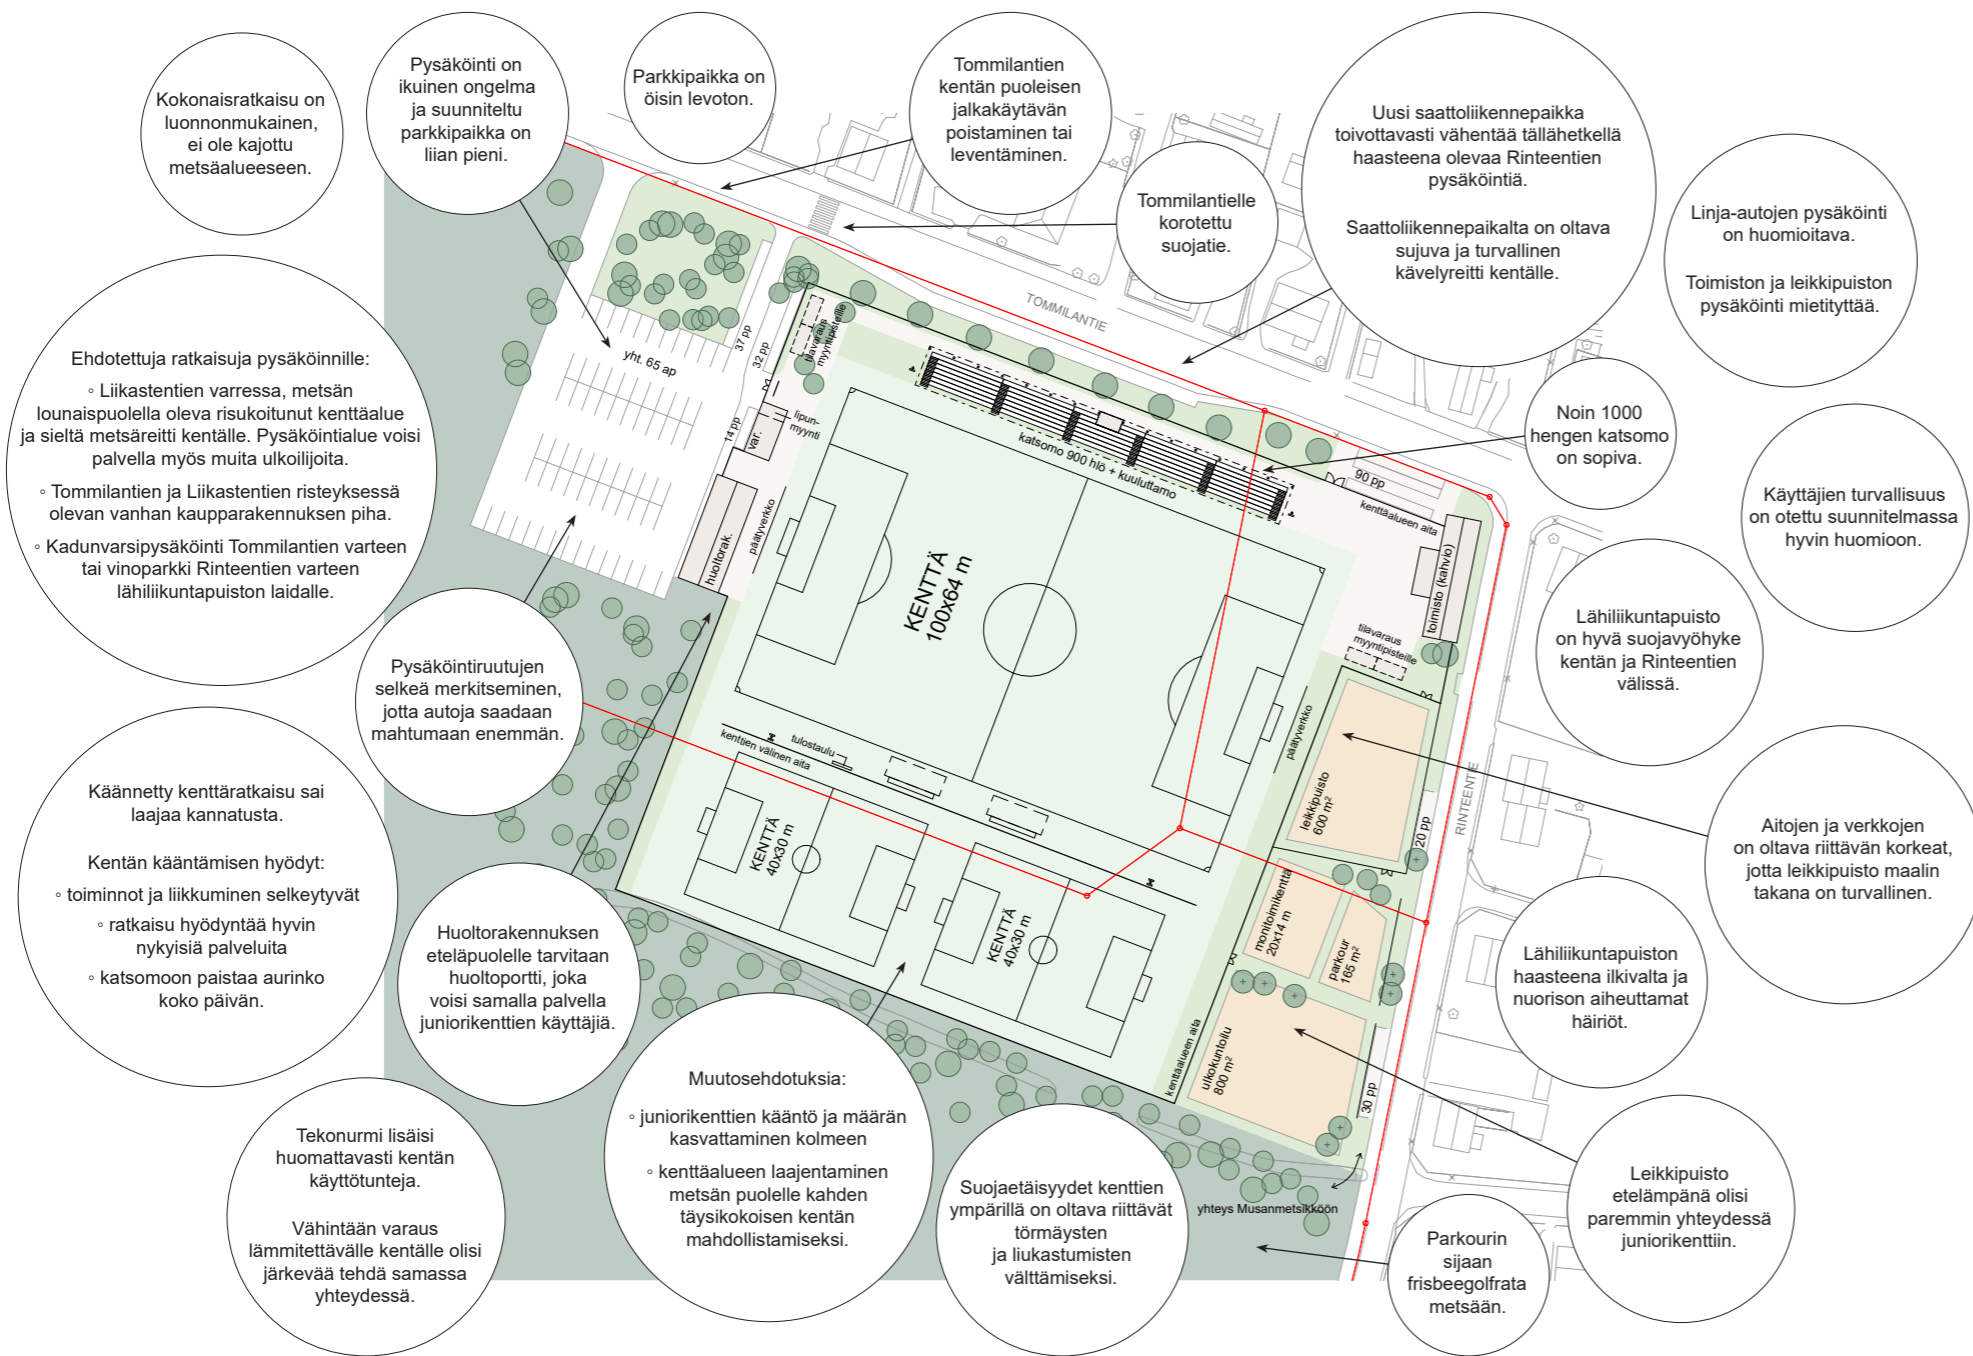 Kokonaisratkaisu on
luonnonmukainen,
ei ole kajottu
metsäalueeseen.
Pysäköinti on
ikuinen ongelma
ja suunniteltu
parkkipaikka on
liian pieni.
Parkkipaikka on
öisin levoton.
Tommilantien
kentän puoleisen
jalkakäytävän
poistaminen tai
leventäminen.
Tommilantielle
korotettu
suojatie.
Uusi saattoliikennepaikka
toivottavasti vähentää tällähetkellä
haasteena olevaa Rinteentien
pysäköintiä.
Saattoliikennepaikalta on oltava
sujuva ja turvallinen
kävelyreitti kentälle.
Linja-autojen pysäköinti
on huomioitava.
Toimiston ja leikkipuiston
pysäköinti mietityttää.
Ehdotettuja ratkaisuja pysäköinnille:
◦ Liikastentien varressa, metsän
lounaispuolella oleva risukoitunut kenttäalue
ja sieltä metsäreitti kentälle. Pysäköintialue voisi
palvella myös muita ulkoilijoita.
◦ Tommilantien ja Liikastentien risteyksessä
olevan vanhan kaupparakennuksen piha.
◦ Kadunvarsipysäköinti Tommilantien varteen
tai vinoparkki Rinteentien varteen
lähiliikuntapuiston laidalle.
Noin 1000
hengen katsomo
on sopiva.
Käyttäjien turvallisuus
on otettu suunnitelmassa
hyvin huomioon.
Lähiliikuntapuisto
on hyvä suojavyöhyke
kentän ja Rinteentien
välissä.
Pysäköintiruutujen
selkeä merkitseminen,
jotta autoja saadaan
mahtumaan enemmän.
Käännetty kenttäratkaisu sai
laajaa kannatusta.
Kentän kääntämisen hyödyt:
◦ toiminnot ja liikkuminen selkeytyvät
◦ ratkaisu hyödyntää hyvin
nykyisiä palveluita
◦ katsomoon paistaa aurinko
koko päivän.
Huoltorakennuksen
eteläpuolelle tarvitaan
huoltoportti, joka
voisi samalla palvella
juniorikenttien käyttäjiä.
Aitojen ja verkkojen
on oltava riittävän korkeat,
jotta leikkipuisto maalin
takana on turvallinen.
Lähiliikuntapuiston
haasteena ilkivalta ja
nuorison aiheuttamat
häiriöt.
Tekonurmi lisäisi
huomattavasti kentän
käyttötunteja.
Vähintään varaus
lämmitettävälle kentälle olisi
järkevää tehdä samassa
yhteydessä.
Muutosehdotuksia:
◦ juniorikenttien kääntö ja määrän
kasvattaminen kolmeen
◦ kenttäalueen laajentaminen
metsän puolelle kahden
täysikokoisen kentän
mahdollistamiseksi.
Suojaetäisyydet kenttien
ympärillä on oltava riittävät
törmäysten
ja liukastumisten
välttämiseksi.
Parkourin
sijaan
frisbeegolfrata
metsään.
Leikkipuisto
etelämpänä olisi
paremmin yhteydessä
juniorikenttiin.
TOMMILANTIE
RINTEENTIE
yht. 65 ap
37 pp
32 pp
14 pp
tilavaraus
myyntipisteille
lipun-
myynti
var.
huoltorak.
päätyverkko
katsomo 900 hlö + kuuluttamo
90 pp
kenttäalueen aita
toimisto (kahvio)
tilavaraus
myyntipisteille
KENTTÄ
100x64 m
päätyverkko
leikkipuisto
600 m²
20 pp
tulostaulu
kenttien välinen aita
KENTTÄ
40x30 m
KENTTÄ
40x30 m
monitoimikenttä
20x14 m
parkour
165 m²
ulkokuntoilu
800 m²
kenttäalueen aita
30 pp
yhteys Musanmetsikköön